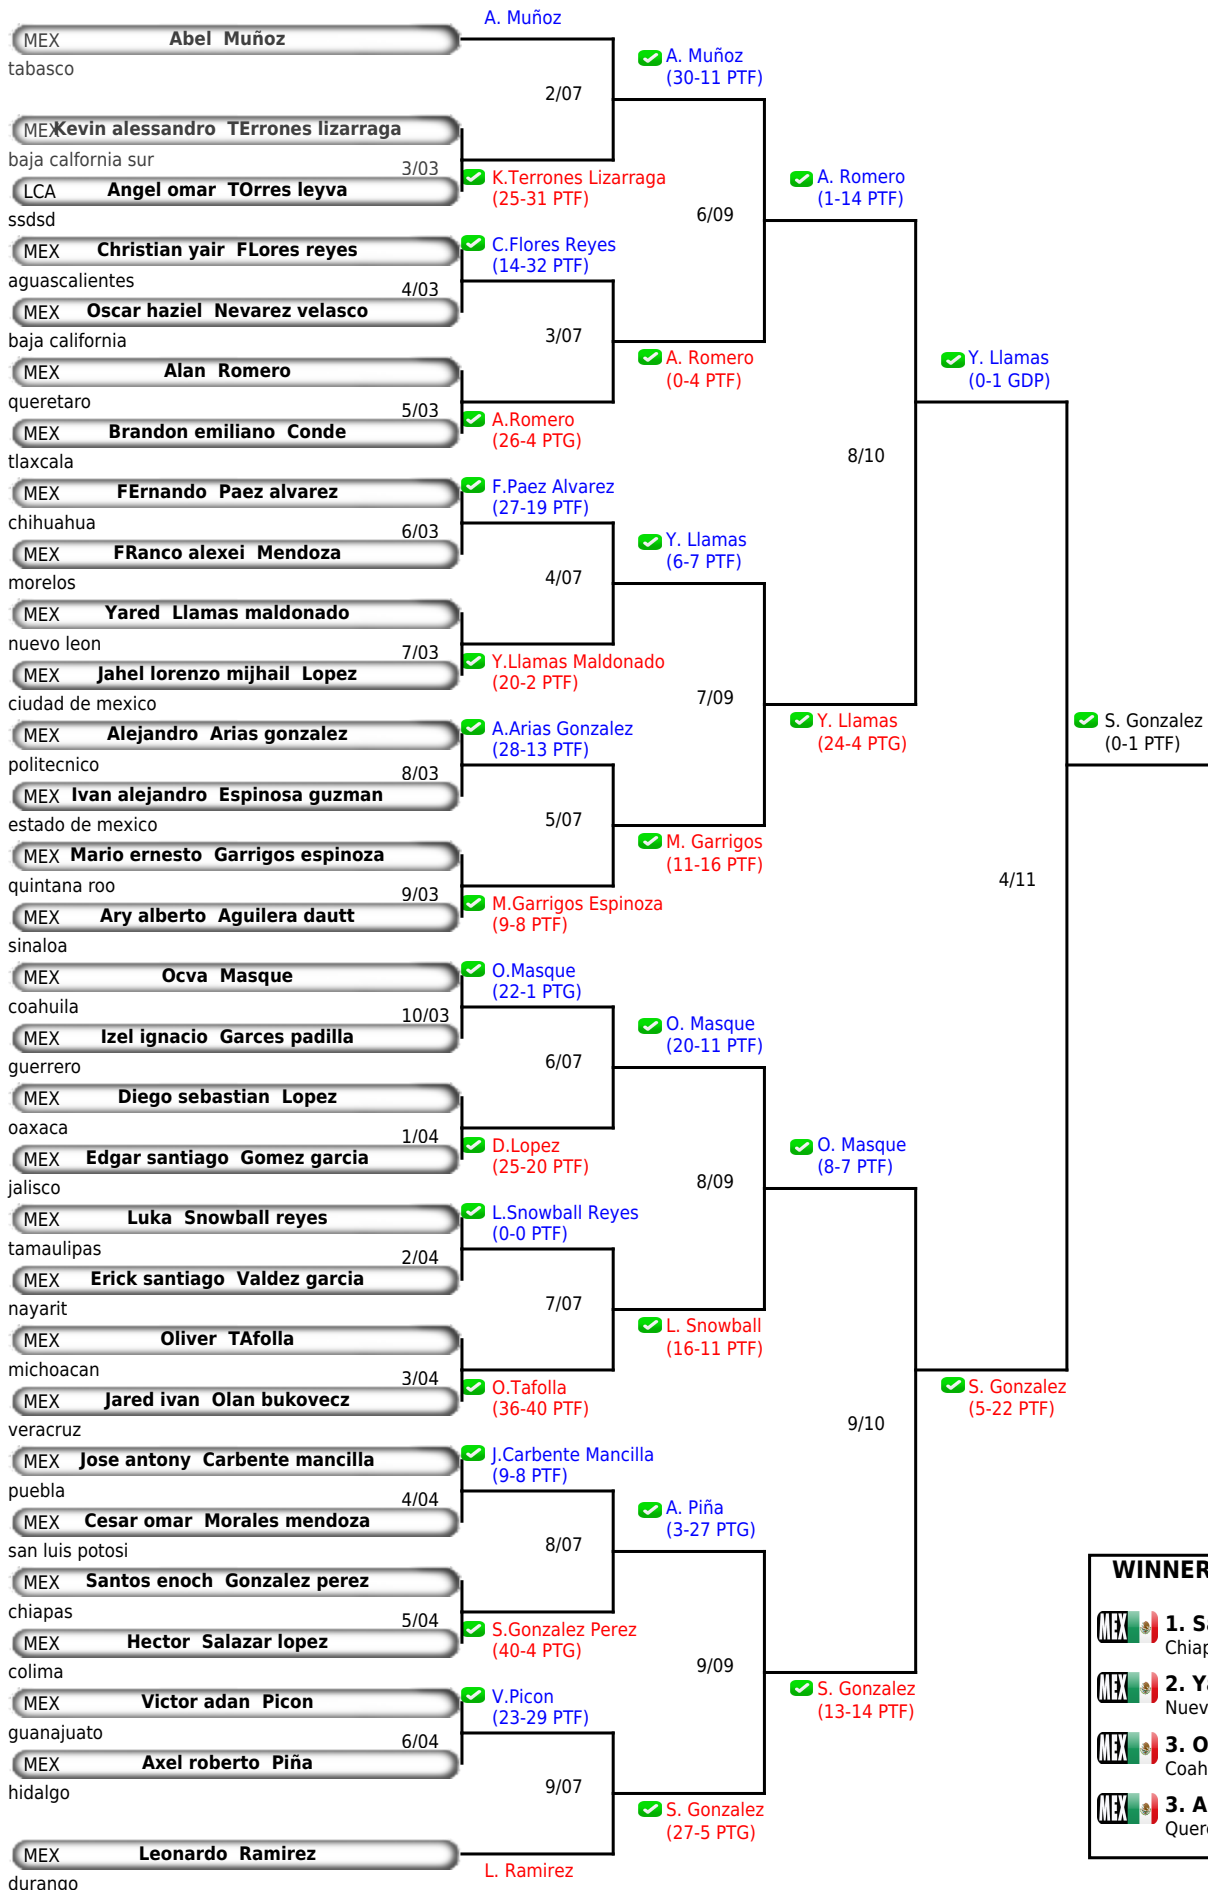 A. Muñoz
MEX Abel Muñoz
tabasco
2/07
A. Muñoz
(30-11 PTF)
MEX Kevin alessandro TErrones lizarraga
baja calfornia sur
3/03
LCA Angel omar TOrres leyva
ssdsd
K.Terrones Lizarraga
(25-31 PTF)
6/09
A. Romero
(1-14 PTF)
MEX Christian yair FLores reyes
aguascalientes
C.Flores Reyes
(14-32 PTF)
4/03
MEX Oscar haziel Nevarez velasco
baja california
3/07
A. Romero
(0-4 PTF)
MEX Alan Romero
queretaro
5/03
MEX Brandon emiliano Conde
tlaxcala
A.Romero
(26-4 PTG)
Y. Llamas
(0-1 GDP)
8/10
MEX FErnando Paez alvarez
chihuahua
F.Paez Alvarez
(27-19 PTF)
6/03
MEX FRanco alexei Mendoza
morelos
4/07
Y. Llamas
(6-7 PTF)
MEX Yared Llamas maldonado
nuevo leon
7/03
MEX Jahel lorenzo mijhail Lopez
ciudad de mexico
Y.Llamas Maldonado
(20-2 PTF)
7/09
Y. Llamas
(24-4 PTG)
S. Gonzalez
(0-1 PTF)
MEX Alejandro Arias gonzalez
politecnico
A.Arias Gonzalez
(28-13 PTF)
8/03
MEX Ivan alejandro Espinosa guzman
estado de mexico
5/07
M. Garrigos
(11-16 PTF)
MEX Mario ernesto Garrigos espinoza
quintana roo
9/03
MEX Ary alberto Aguilera dautt
sinaloa
M.Garrigos Espinoza
(9-8 PTF)
4/11
MEX Ocva Masque
coahuila
O.Masque
(22-1 PTG)
10/03
MEX Izel ignacio Garces padilla
guerrero
6/07
O. Masque
(20-11 PTF)
MEX Diego sebastian Lopez
oaxaca
1/04
MEX Edgar santiago Gomez garcia
jalisco
D.Lopez
(25-20 PTF)
8/09
O. Masque
(8-7 PTF)
MEX Luka Snowball reyes
tamaulipas
L.Snowball Reyes
(0-0 PTF)
2/04
MEX Erick santiago Valdez garcia
nayarit
7/07
L. Snowball
(16-11 PTF)
MEX Oliver TAfolla
michoacan
3/04
MEX Jared ivan Olan bukovecz
veracruz
O.Tafolla
(36-40 PTF)
9/10
S. Gonzalez
(5-22 PTF)
MEX Jose antony Carbente mancilla
puebla
J.Carbente Mancilla
(9-8 PTF)
4/04
MEX Cesar omar Morales mendoza
san luis potosi
8/07
A. Piña
(3-27 PTG)
MEX Santos enoch Gonzalez perez
chiapas
5/04
MEX Hector Salazar lopez
colima
S.Gonzalez Perez
(40-4 PTG)
9/09
S. Gonzalez
(13-14 PTF)
MEX Victor adan Picon
guanajuato
V.Picon
(23-29 PTF)
6/04
MEX Axel roberto Piña
hidalgo
9/07
S. Gonzalez
(27-5 PTG)
MEX Leonardo Ramirez
durango
L. Ramirez
WINNER
MEX 1. Sa
Chiap
MEX 2. Ya
Nuev
MEX 3. O
Coah
MEX 3. A
Quer